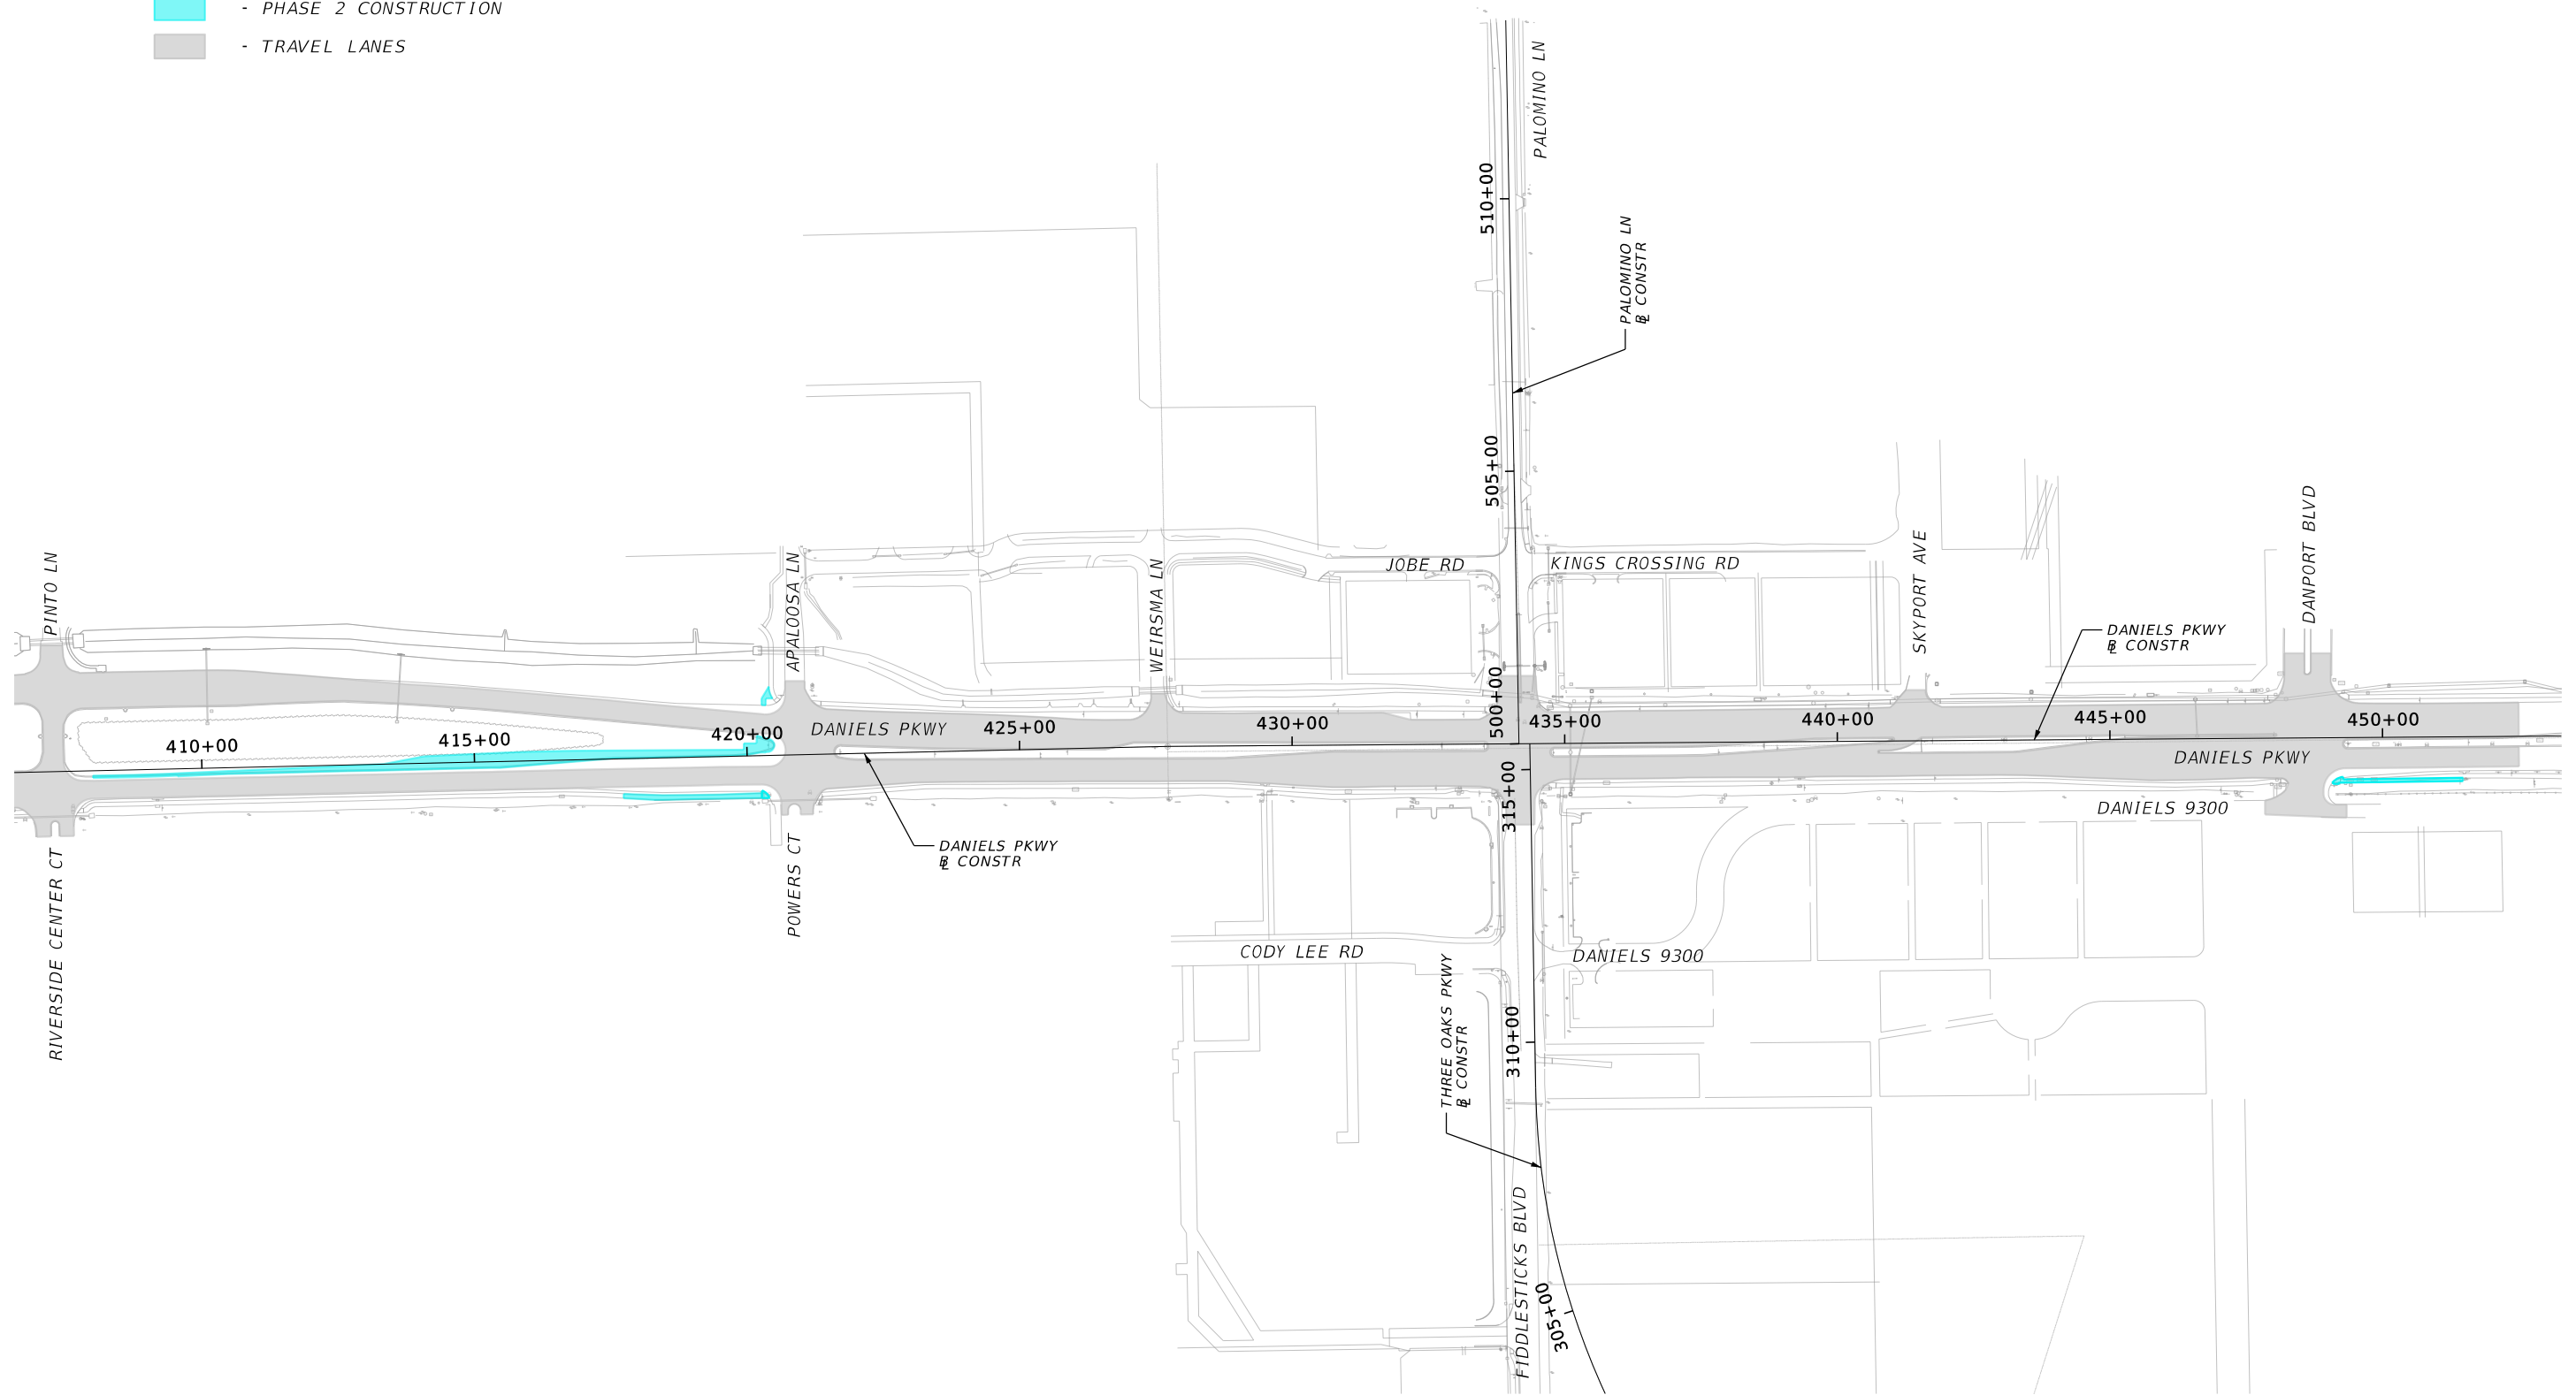 - PHASE 2 CONSTRUCTION
- TRAVEL LANES
PALOMINO LN
510+00
PALOMINO LN
BL CONSTR
505+00
DANPORT BLVD
PINTO LN
APALOOSA LN
WEIRSMA LN
JOBE RD
KINGS CROSSING RD
SKYPORT AVE
DANIELS PKWY
BL CONSTR
500+00
410+00
415+00
420+00
DANIELS PKWY
425+00
430+00
435+00
440+00
445+00
450+00
DANIELS PKWY
315+00
DANIELS 9300
DANIELS PKWY
BL CONSTR
RIVERSIDE CENTER CT
POWERS CT
CODY LEE RD
DANIELS 9300
THREE OAKS PKWY
BL CONSTR
310+00
FIDDLESTICKS BLVD
305+00